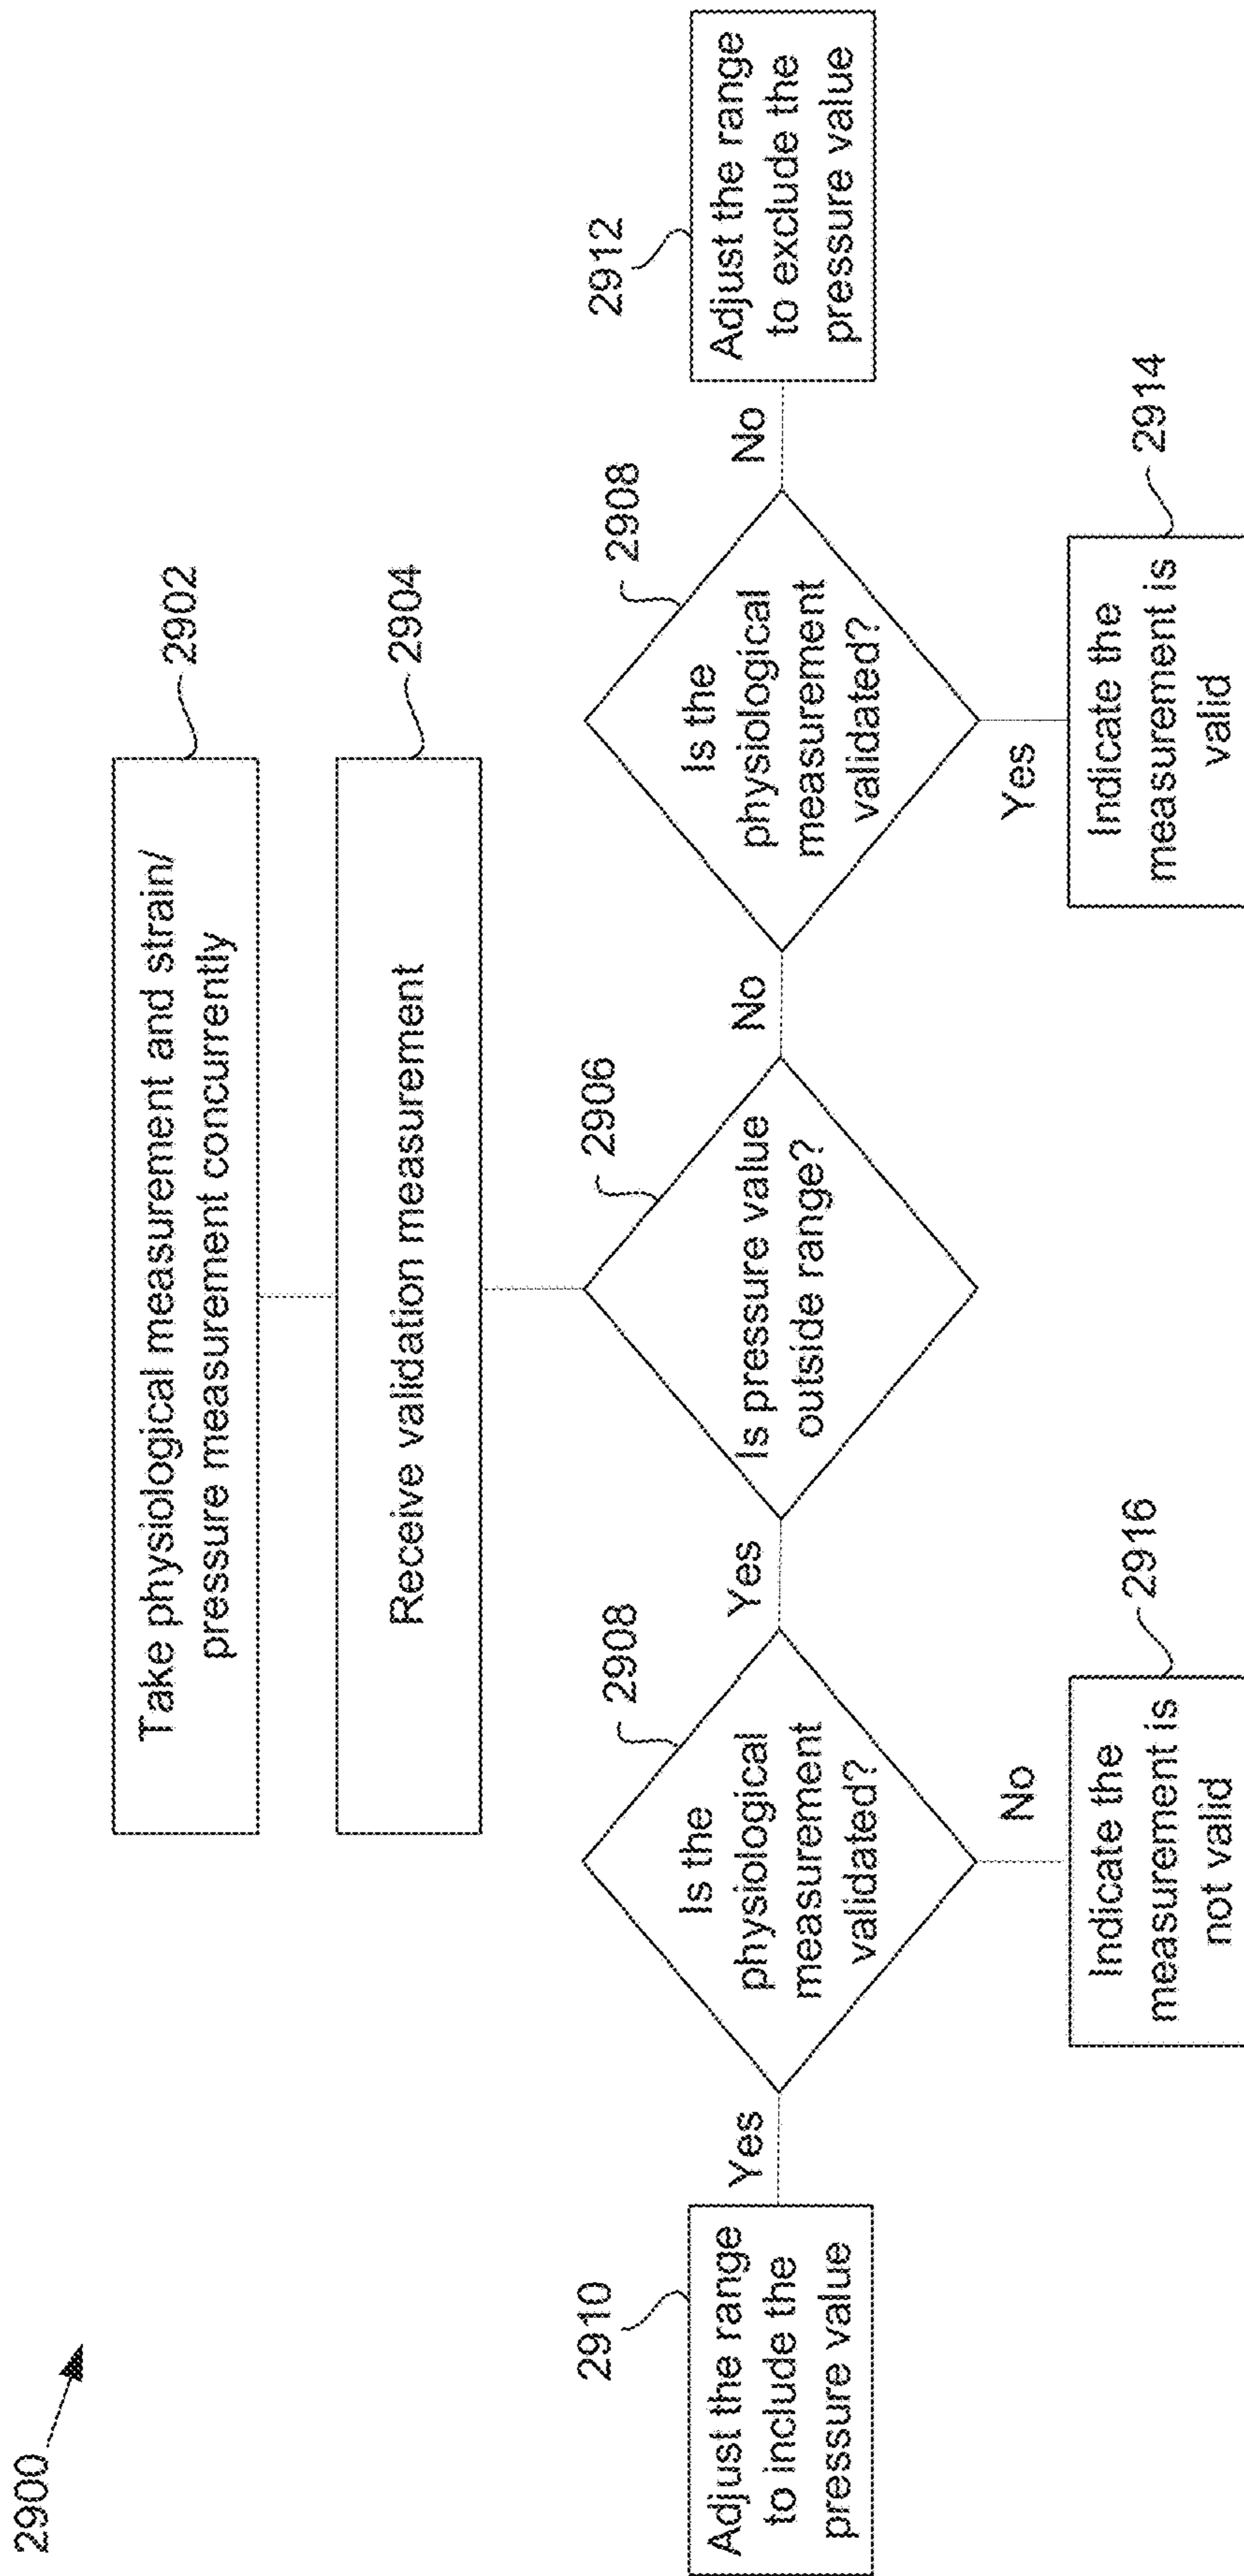 2900
Take physiological measurement and strain/
pressure measurement concurrently
2902
Receive validation measurement
2904
Is pressure value
outside range?
2906
Yes
No
Is the
physiological
measurement
validated?
2908
Is the
physiological
measurement
validated?
2908
Yes
Adjust the range
to include the
pressure value
2910
No
Adjust the range
to exclude the
pressure value
2912
No
Indicate the
measurement is
not valid
2916
Yes
Indicate the
measurement is
valid
2914